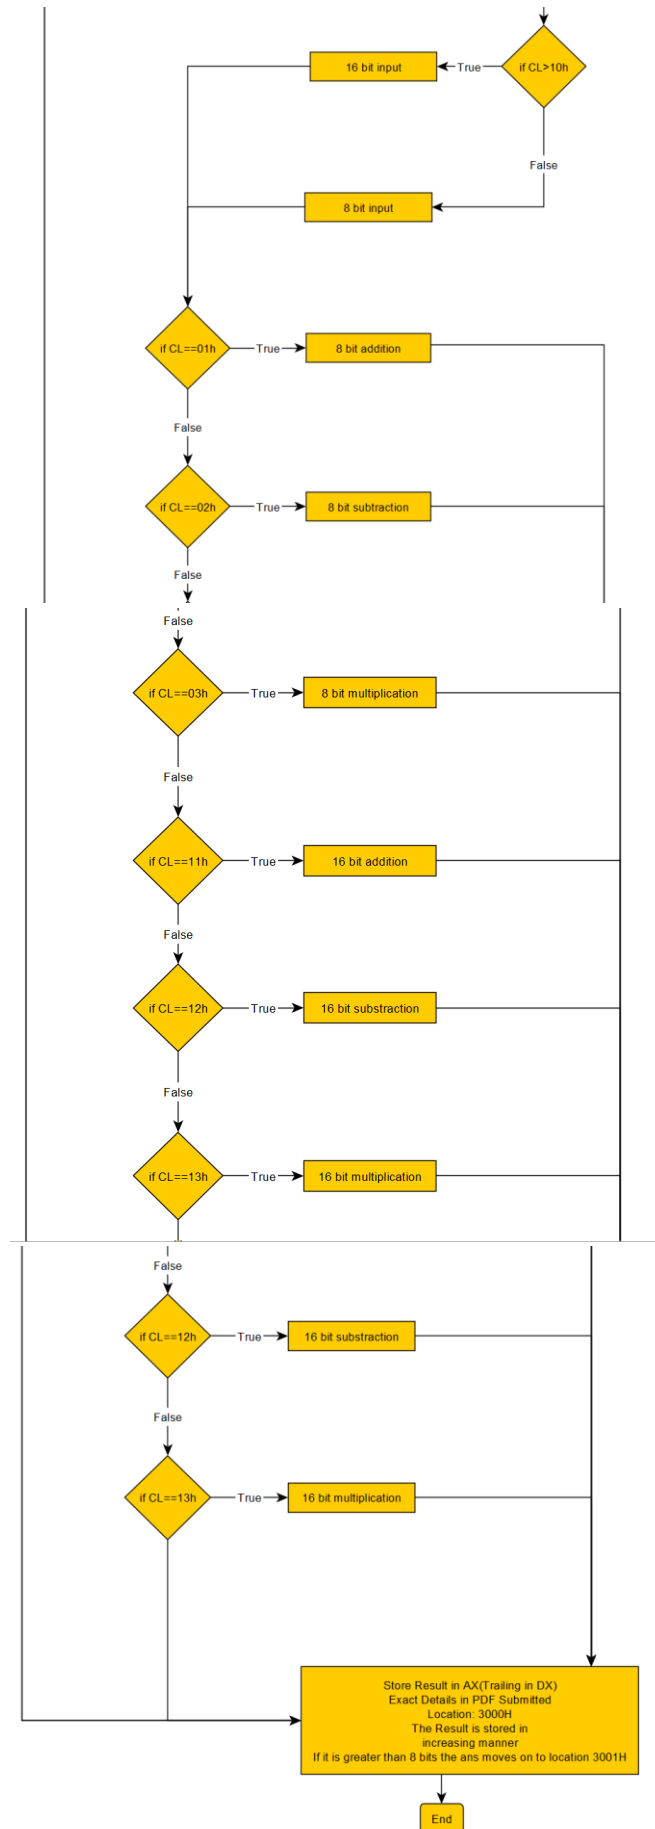 if CL>10h
True
16 bit input
False
8 bit input
if CL==01h
True
8 bit addition
False
if CL==02h
True
8 bit subtraction
False
False
if CL==03h
True
8 bit multiplication
False
if CL==11h
True
16 bit addition
False
if CL==12h
True
16 bit substraction
False
if CL==13h
True
16 bit multiplication
False
if CL==12h
True
16 bit substraction
False
if CL==13h
True
16 bit multiplication
Store Result in AX(Trailing in DX)
Exact Details in PDF Submitted
Location: 3000H
The Result is stored in
increasing manner
If it is greater than 8 bits the ans moves on to location 3001H
End